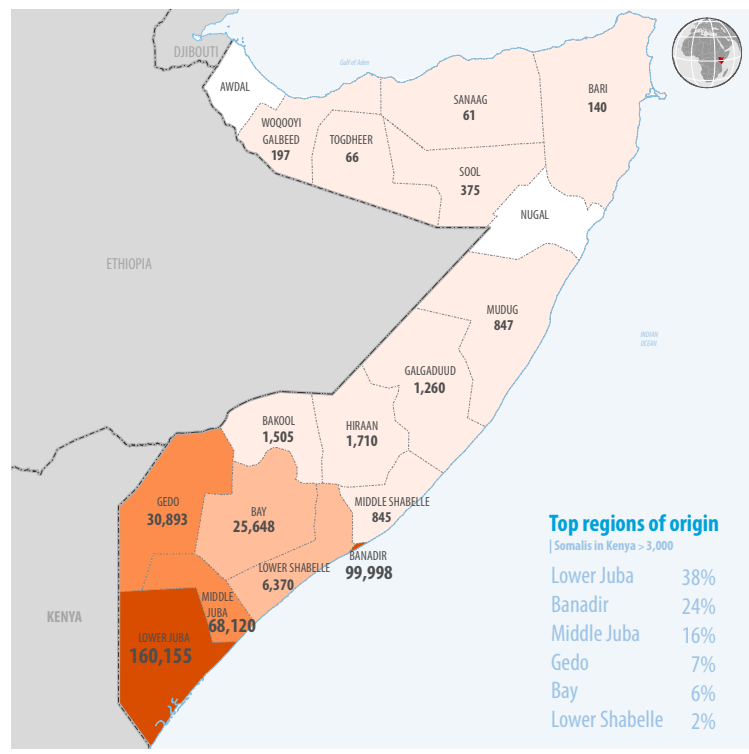 DJIBOUTI
Gulf of Aden
AWDAL
SANAAG
61
BARI
140
WOQOOYI
GALBEED
197
TOGDHEER
66
SOOL
375
NUGAL
ETHIOPIA
MUDUG
847
INDIAN
OCEAN
GALGADUUD
1,260
BAKOOL
1,505
HIRAAN
1,710
GEDO
30,893
BAY
25,648
MIDDLE SHABELLE
845
BANADIR
99,998
LOWER SHABELLE
6,370
MIDDLE
JUBA
68,120
KENYA
LOWER JUBA
160,155
Top regions of origin
| Somalis in Kenya > 3,000
Lower Juba 38%
Banadir 24%
Middle Juba 16%
Gedo 7%
Bay 6%
Lower Shabelle 2%